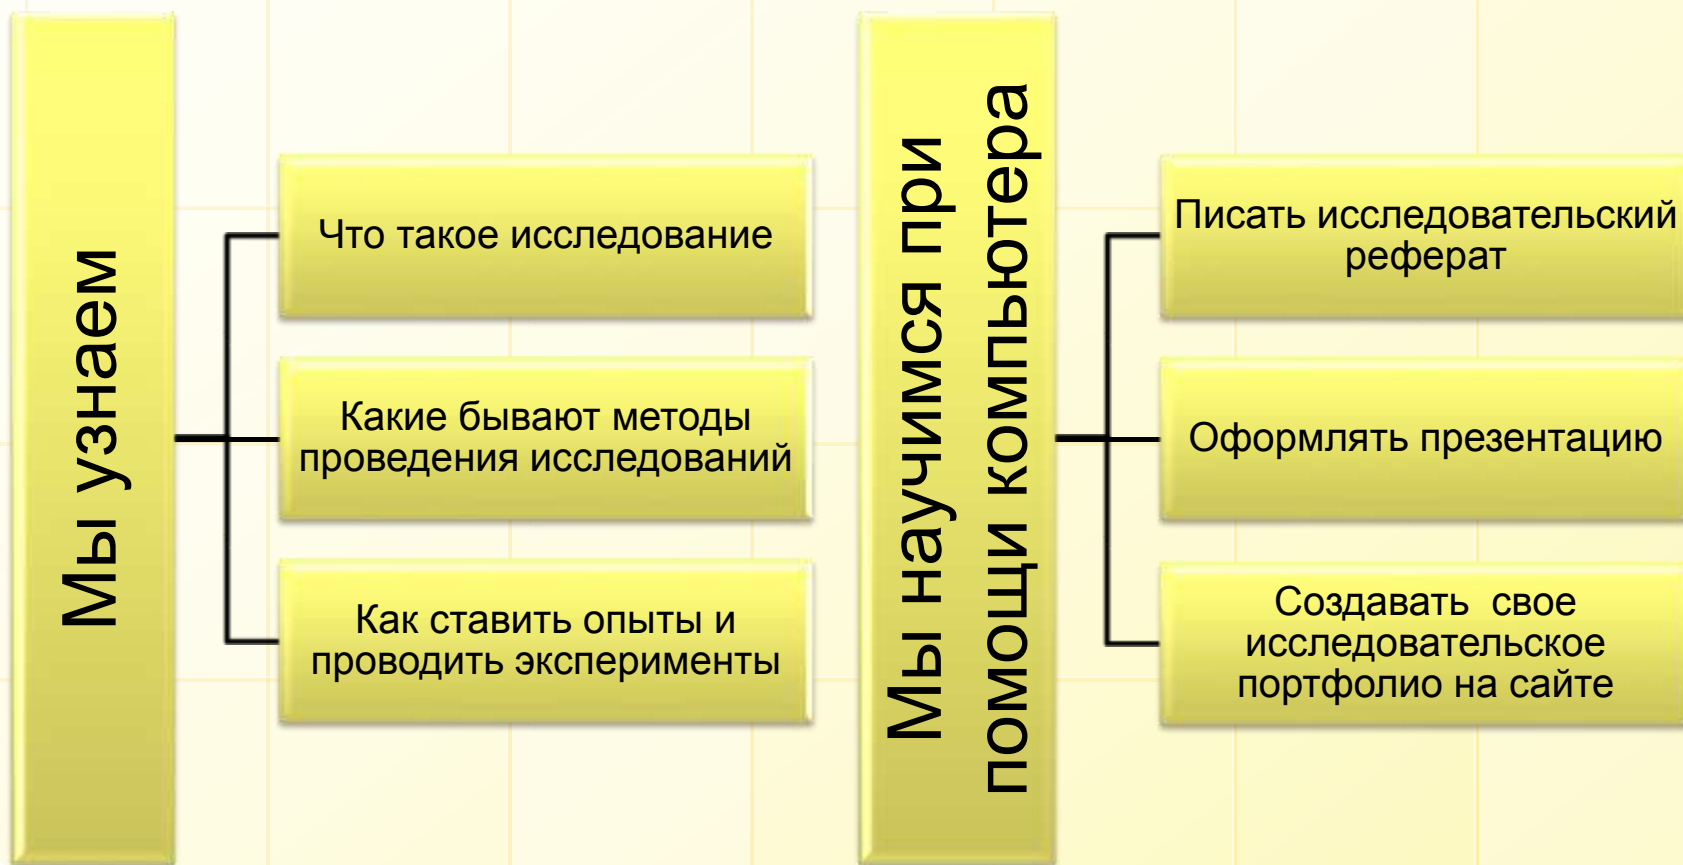 Мы узнаем
Что такое исследование
Какие бывают методы
проведения исследований
Как ставить опыты и
проводить эксперименты
Мы научимся при
помощи компьютера
Писать исследовательский
реферат
Оформлять презентацию
Создавать  свое
исследовательское
портфолио на сайте